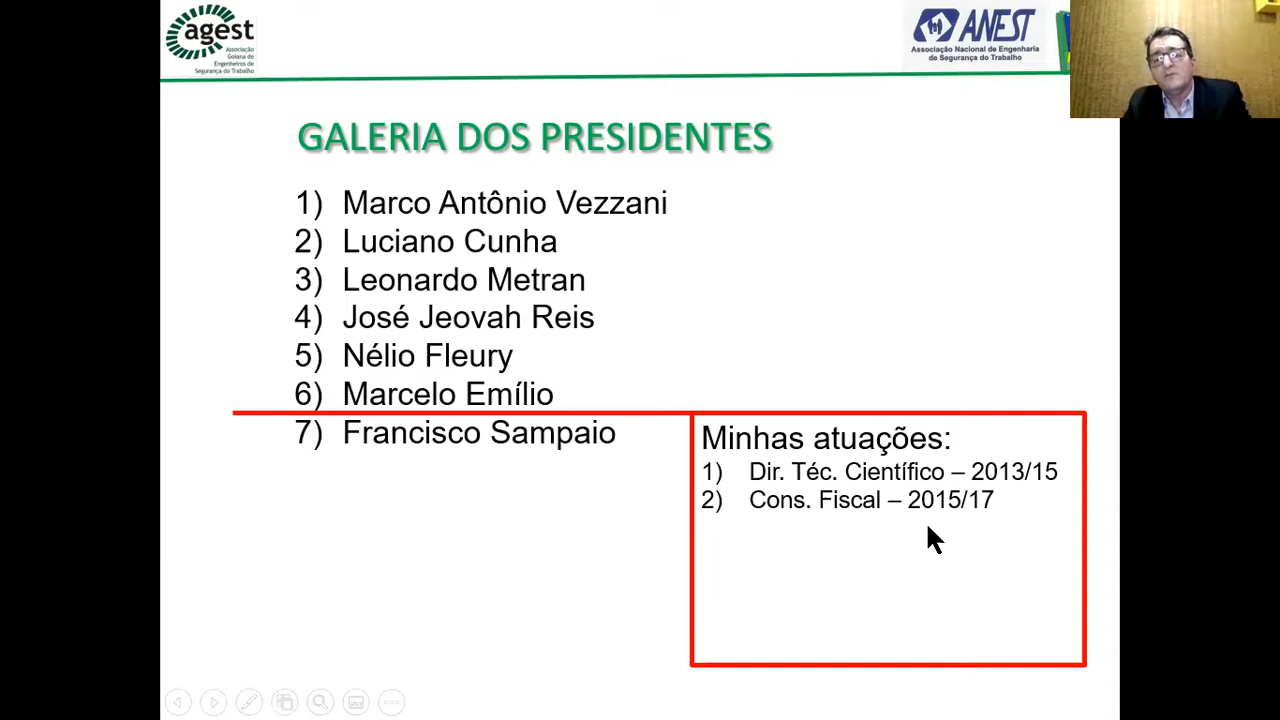 agest
Associação
Goiana de
Engenheiros de
Segurança do Trabalho
ANEST
Associação Nacional de Engenharia
de Segurança do Trabalho
GALERIA DOS PRESIDENTES
1) Marco Antônio Vezzani
2) Luciano Cunha
3) Leonardo Metran
4) José Jeovah Reis
5) Nélio Fleury
6) Marcelo Emílio
7) Francisco Sampaio
Minhas atuações:
1) Dir. Téc. Científico – 2013/15
2) Cons. Fiscal – 2015/17